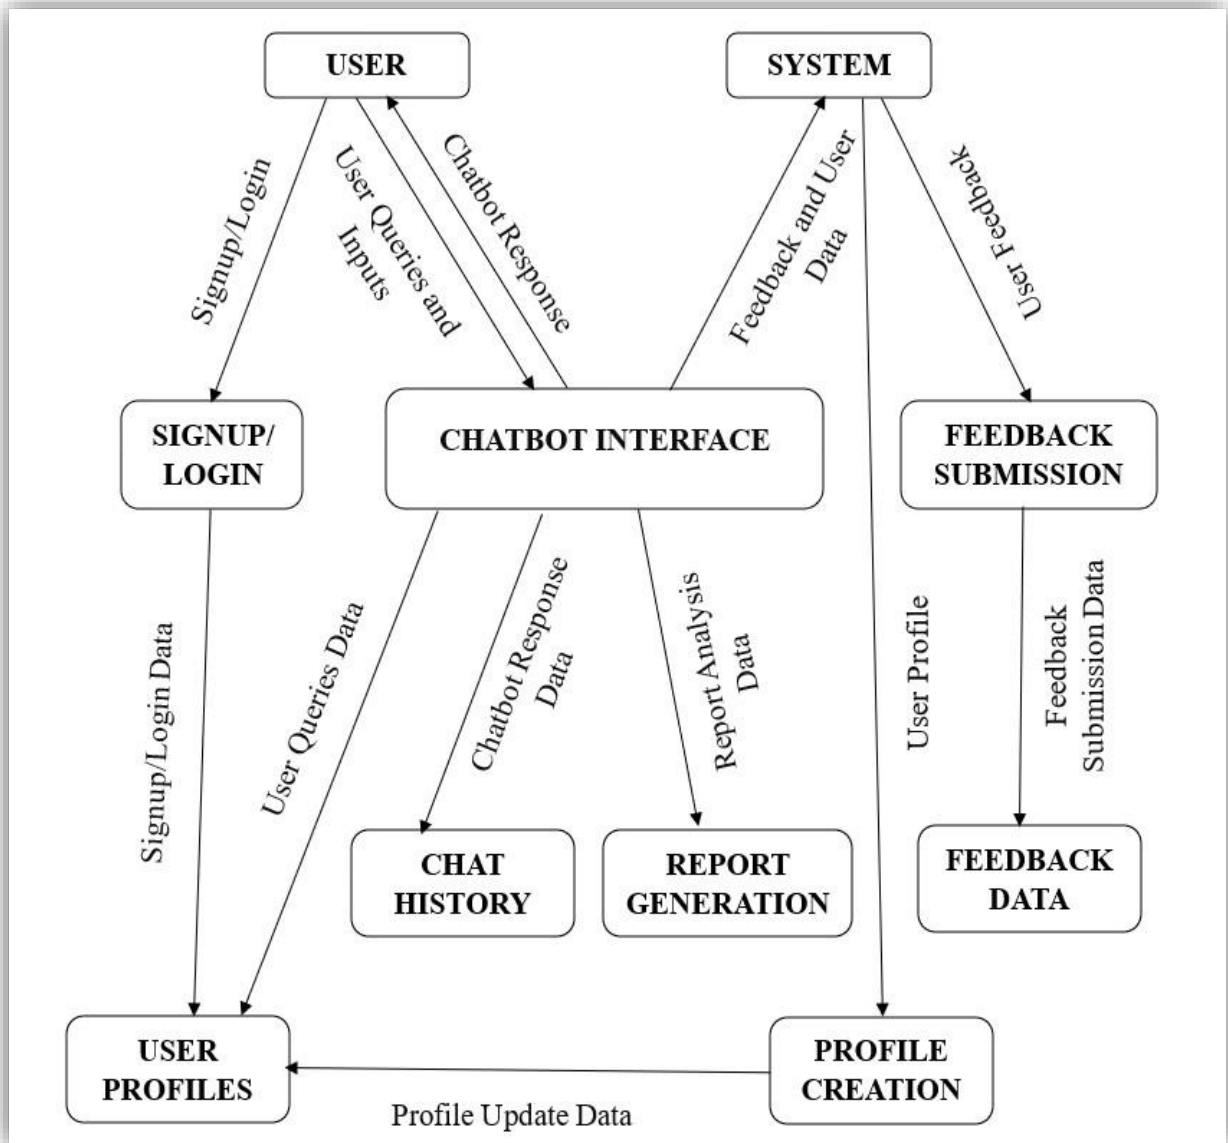 USER
SYSTEM
Signup/Login
User Queries and
Inputs
Chatbot Response
Feedback and User
Data
User Feedback
SIGNUP/
LOGIN
CHATBOT INTERFACE
FEEDBACK
SUBMISSION
Signup/Login Data
User Queries Data
Chatbot Response
Data
Report Analysis
Data
User Profile
Feedback
Submission Data
CHAT
HISTORY
REPORT
GENERATION
FEEDBACK
DATA
USER
PROFILES
PROFILE
CREATION
Profile Update Data